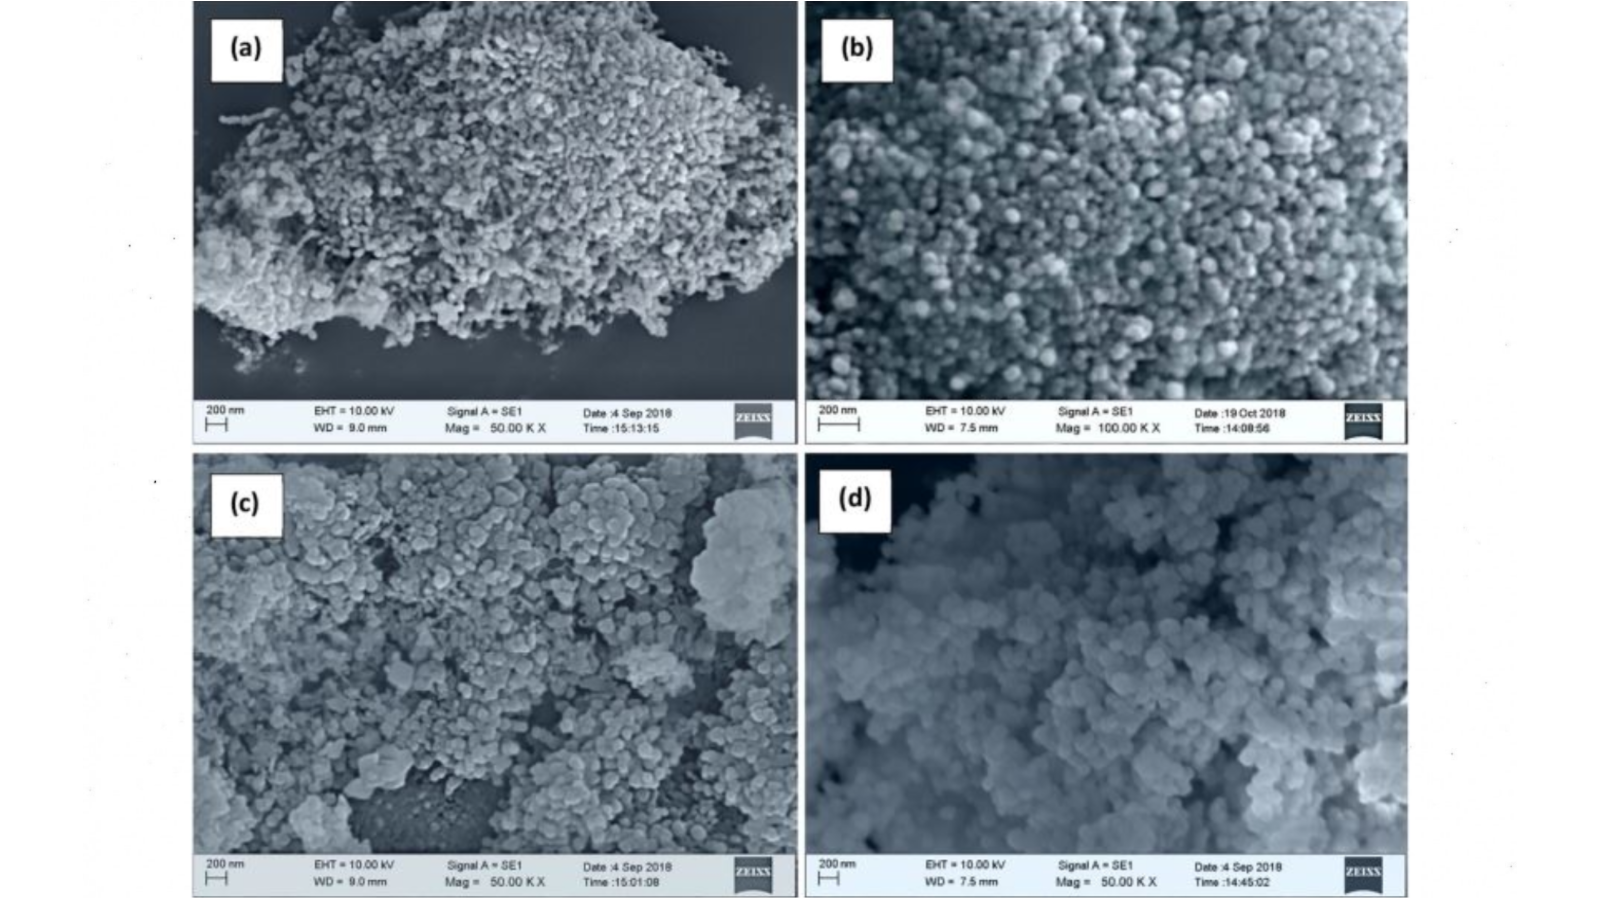 (a)
200 nm EHT = 10.00 kV Signal A = SE1 Date :4 Sep 2018 ZEISS
WD = 9.0 mm Mag = 50.00 K X Time :15:13:15
(b)
200 nm EHT = 10.00 kV Signal A = SE1 Date :19 Oct 2018 ZEISS
WD = 7.5 mm Mag = 100.00 K X Time :14:08:56
(c)
200 nm EHT = 10.00 kV Signal A = SE1 Date :4 Sep 2018 ZEISS
WD = 9.0 mm Mag = 50.00 K X Time :15:01:08
(d)
200 nm EHT = 10.00 kV Signal A = SE1 Date :4 Sep 2018 ZEISS
WD = 7.5 mm Mag = 50.00 K X Time :14:45:02